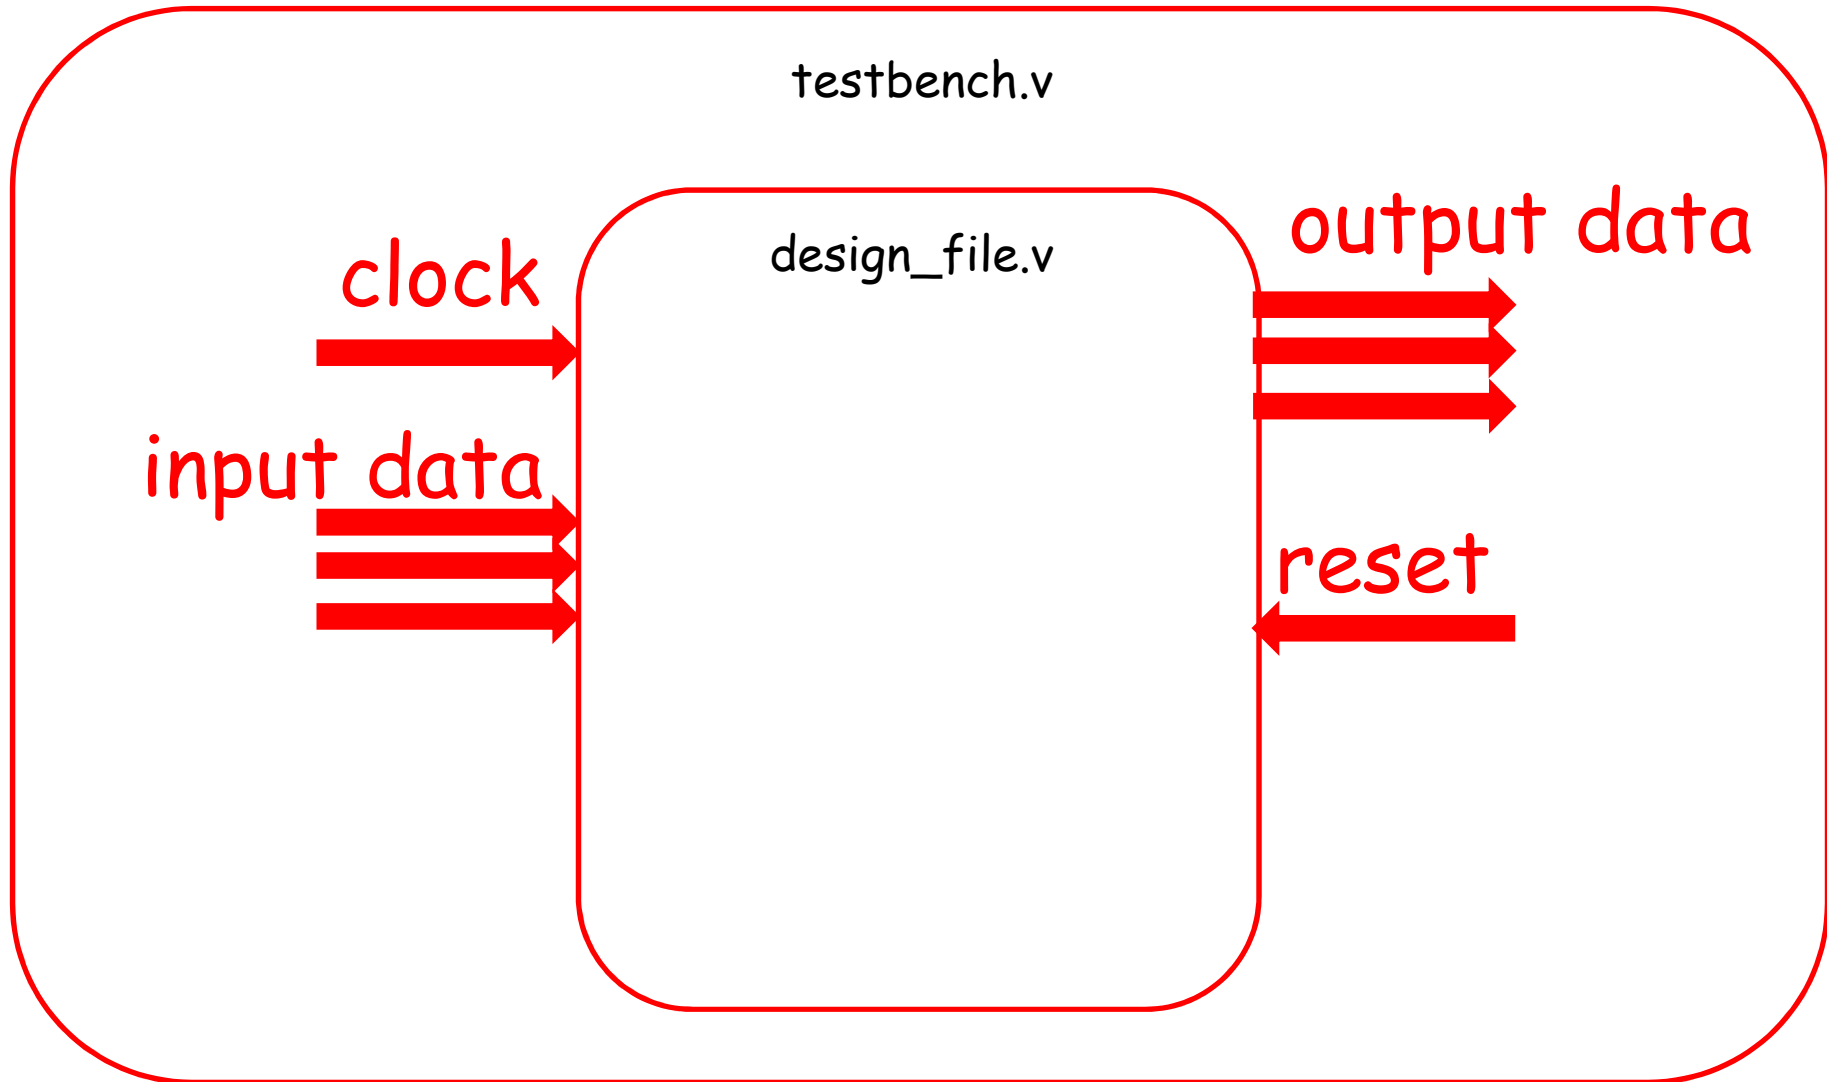 testbench.v
design_file.v
clock
input data
output data
reset